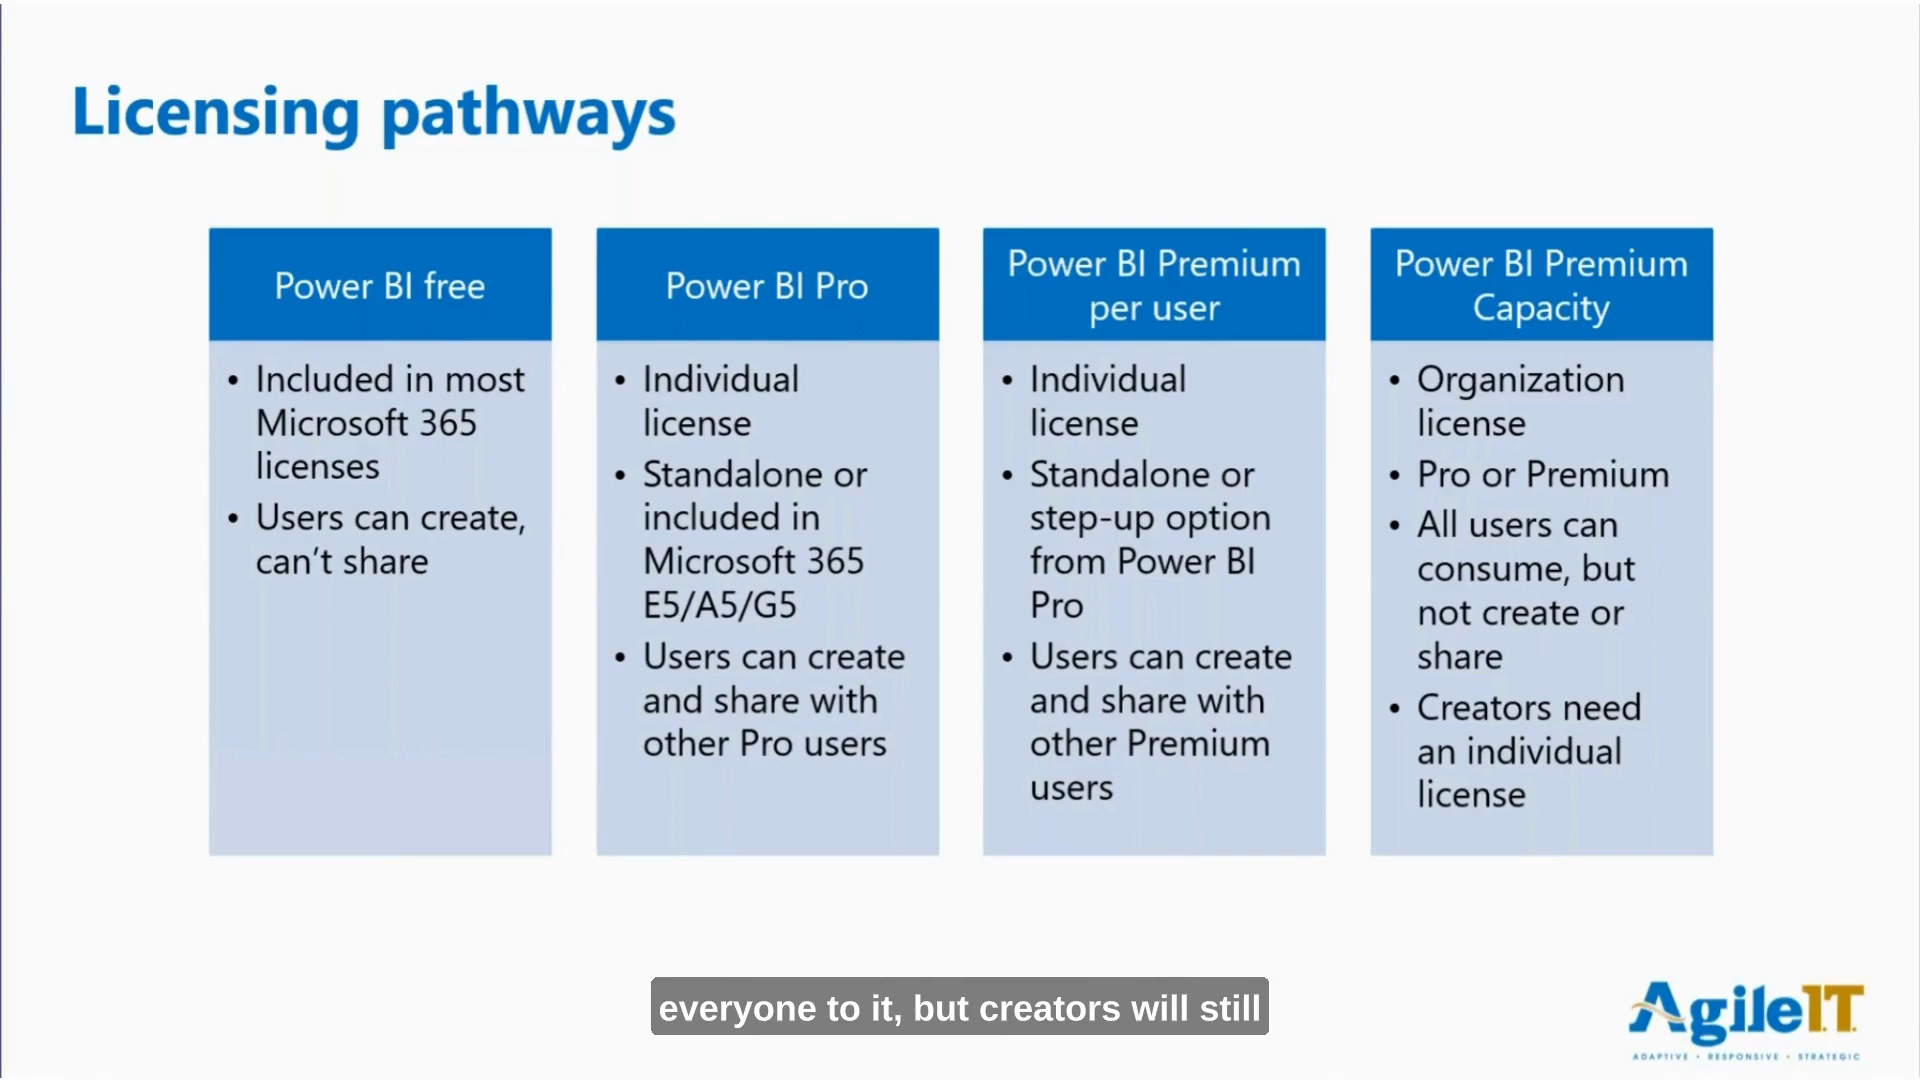 Licensing pathways
Power BI free
• Included in most
Microsoft 365
licenses
• Users can create,
can't share
Power BI Pro
• Individual
license
• Standalone or
included in
Microsoft 365
E5/A5/G5
• Users can create
and share with
other Pro users
Power BI Premium
per user
• Individual
license
• Standalone or
step-up option
from Power BI
Pro
• Users can create
and share with
other Premium
users
Power BI Premium
Capacity
• Organization
license
• Pro or Premium
• All users can
consume, but
not create or
share
• Creators need
an individual
license
everyone to it, but creators will still
AgileI.T.
ADAPTIVE • RESPONSIVE • STRATEGIC